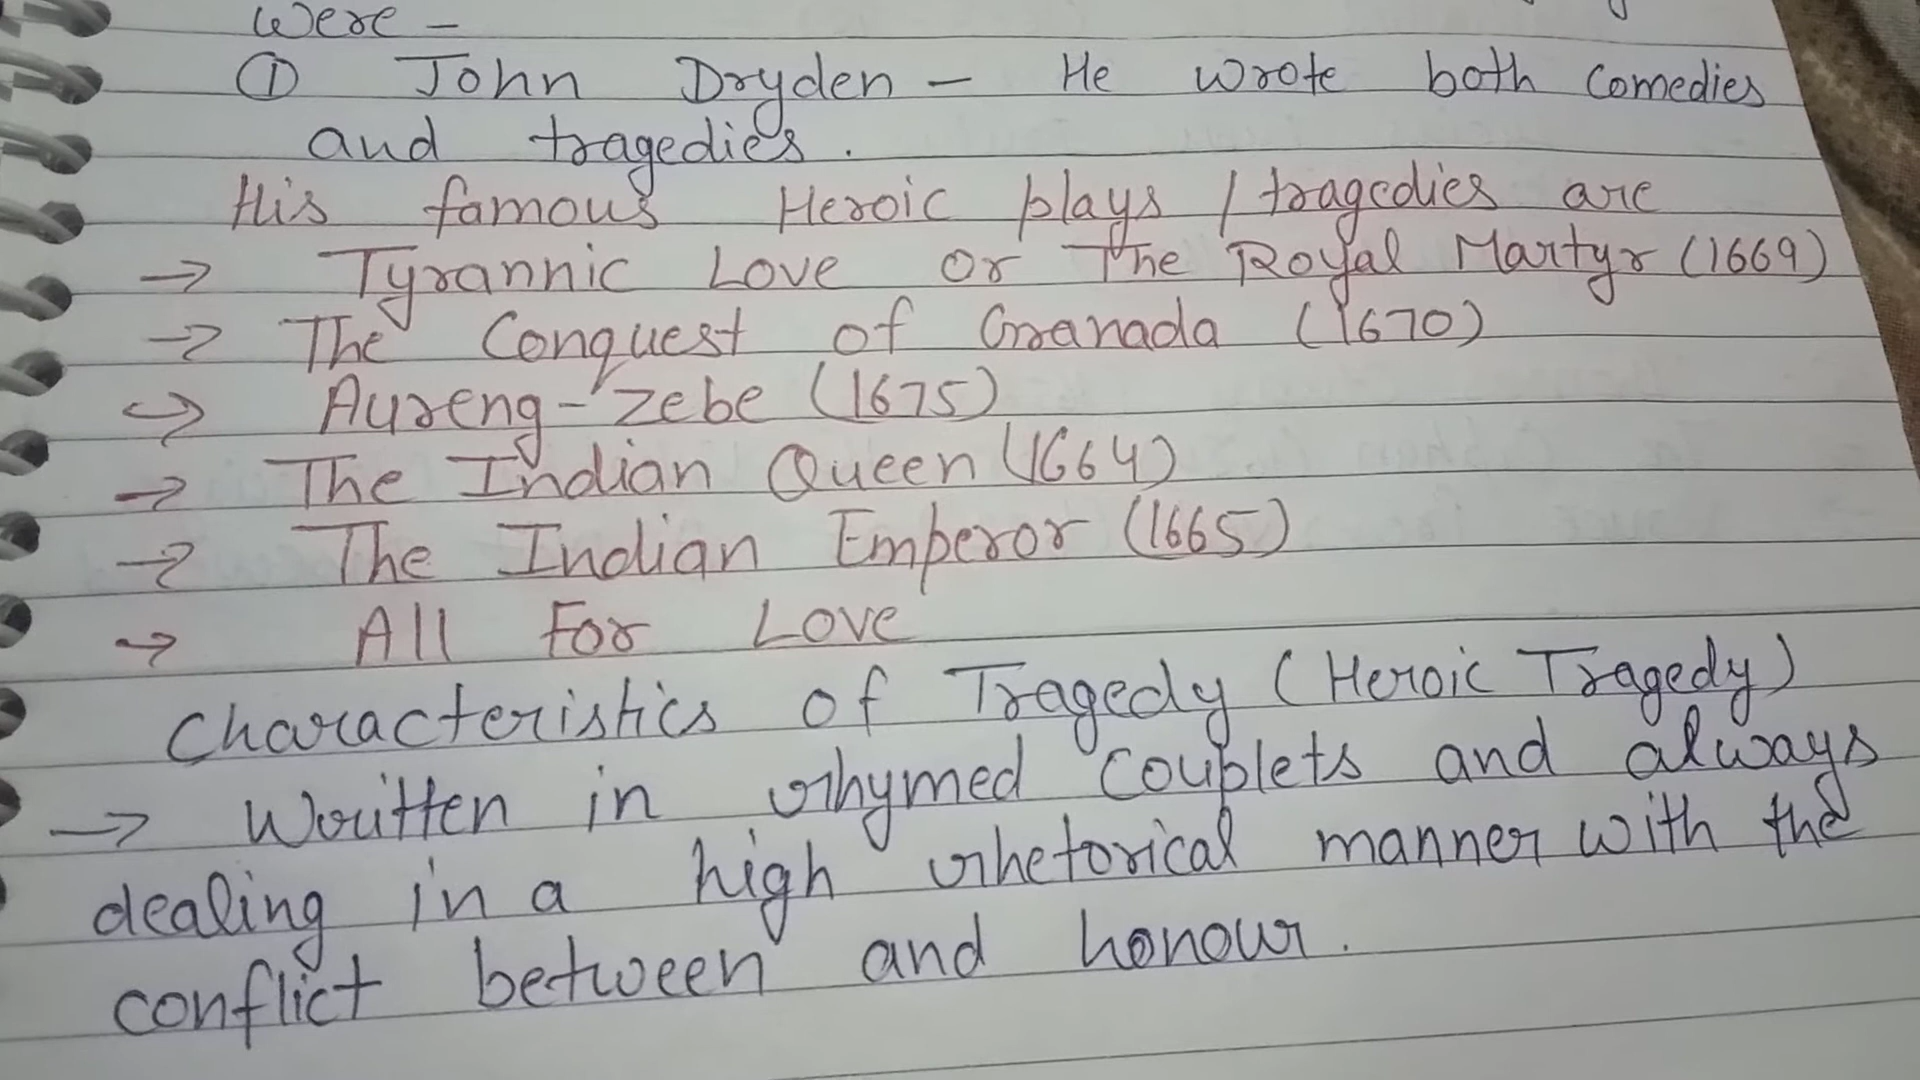 were -
① John Dryden - He wrote both comedies
and tragedies.
His famous Heroic plays / tragedies are
→ Tyrannic Love or The Royal Martyr (1669)
→ The Conquest of Granada (1670)
→ Aureng-Zebe (1675)
→ The Indian Queen (1664)
→ The Indian Emperor (1665)
→ All For Love
Characteristics of Tragedy (Heroic Tragedy)
→ Written in rhymed couplets and always
dealing in a high rhetorical manner with the
conflict between and honour.